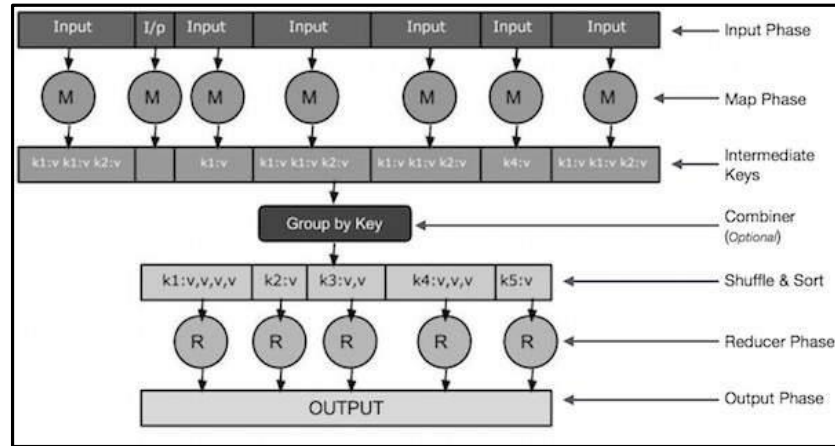 Input I/p Input Input Input Input Input Input Phase
M M M M M M M Map Phase
k1:v k1:v k2:v k1:v k1:v k1:v k2:v k1:v k1:v k2:v k4:v k1:v k1:v k2:v Intermediate
Keys
Group by Key Combiner
(Optional)
k1:v,v,v,v k2:v k3:v,v k4:v,v,v k5:v Shuffle & Sort
R R R R R Reducer Phase
OUTPUT Output Phase